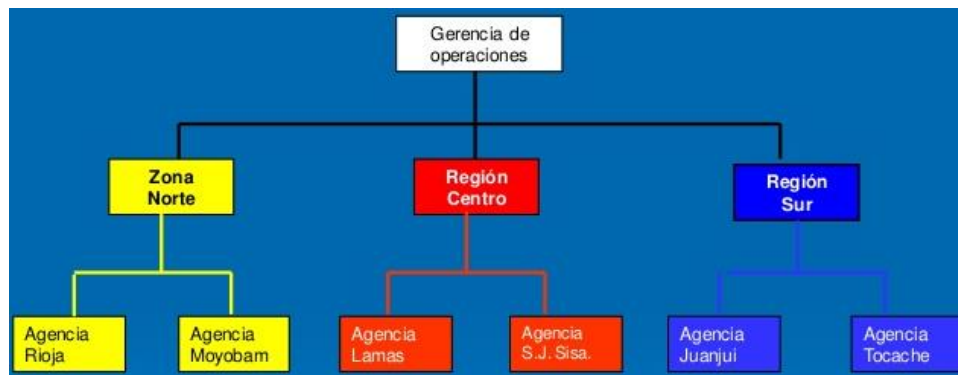 Gerencia de
operaciones
Zona
Norte
Región
Centro
Región
Sur
Agencia
Rioja
Agencia
Moyobam
Agencia
Lamas
Agencia
S.J. Sisa.
Agencia
Juanjui
Agencia
Tocache